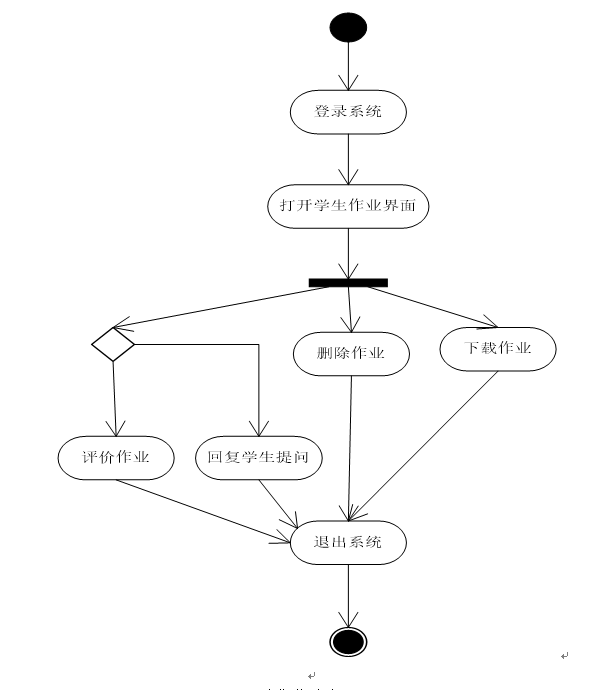 登录系统
打开学生作业界面
删除作业
下载作业
评价作业
回复学生提问
退出系统